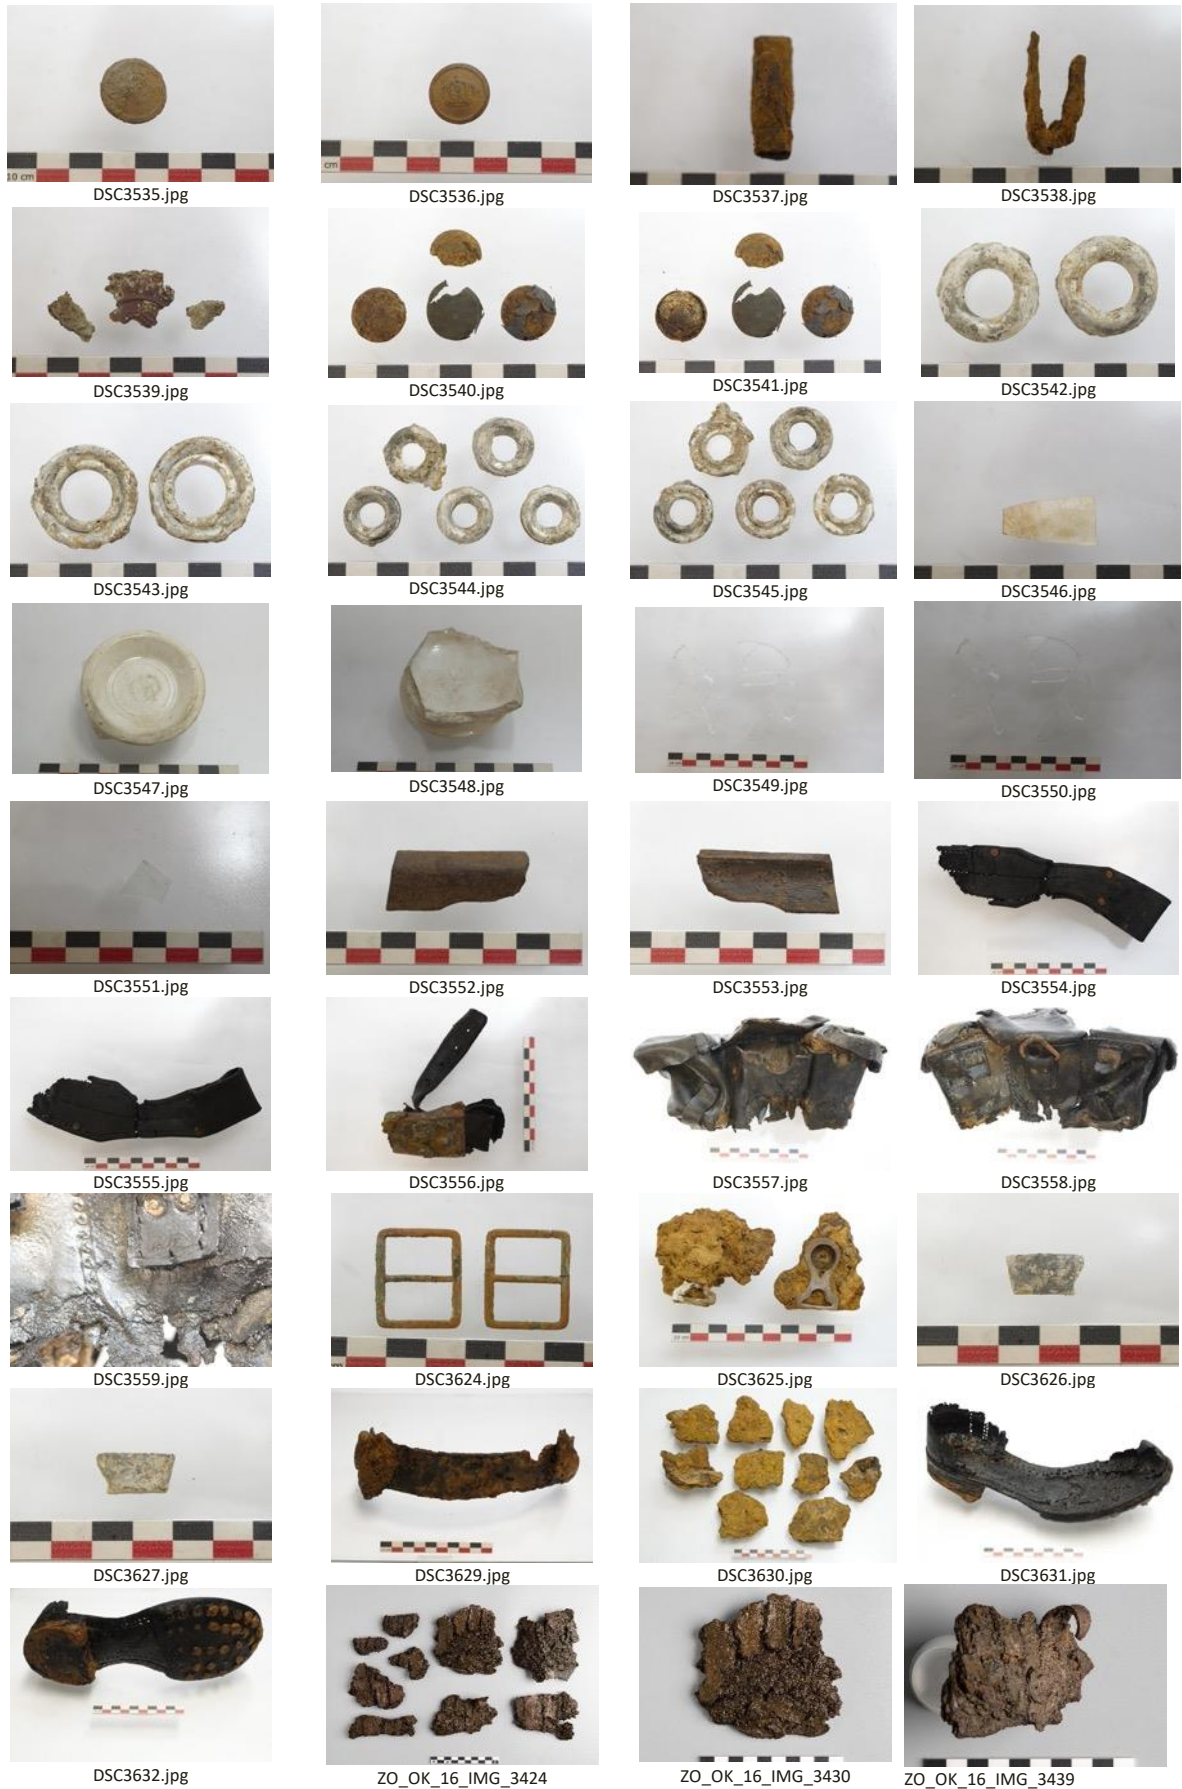 10 cm
cm
DSC3535.jpg DSC3536.jpg DSC3537.jpg DSC3538.jpg
DSC3539.jpg DSC3540.jpg DSC3541.jpg DSC3542.jpg
DSC3543.jpg DSC3544.jpg DSC3545.jpg DSC3546.jpg
DSC3547.jpg DSC3548.jpg DSC3549.jpg DSC3550.jpg
DSC3551.jpg DSC3552.jpg DSC3553.jpg DSC3554.jpg
DSC3555.jpg DSC3556.jpg DSC3557.jpg DSC3558.jpg
DSC3559.jpg DSC3624.jpg DSC3625.jpg DSC3626.jpg
DSC3627.jpg DSC3629.jpg DSC3630.jpg DSC3631.jpg
DSC3632.jpg ZO_OK_16_IMG_3424 ZO_OK_16_IMG_3430 ZO_OK_16_IMG_3439